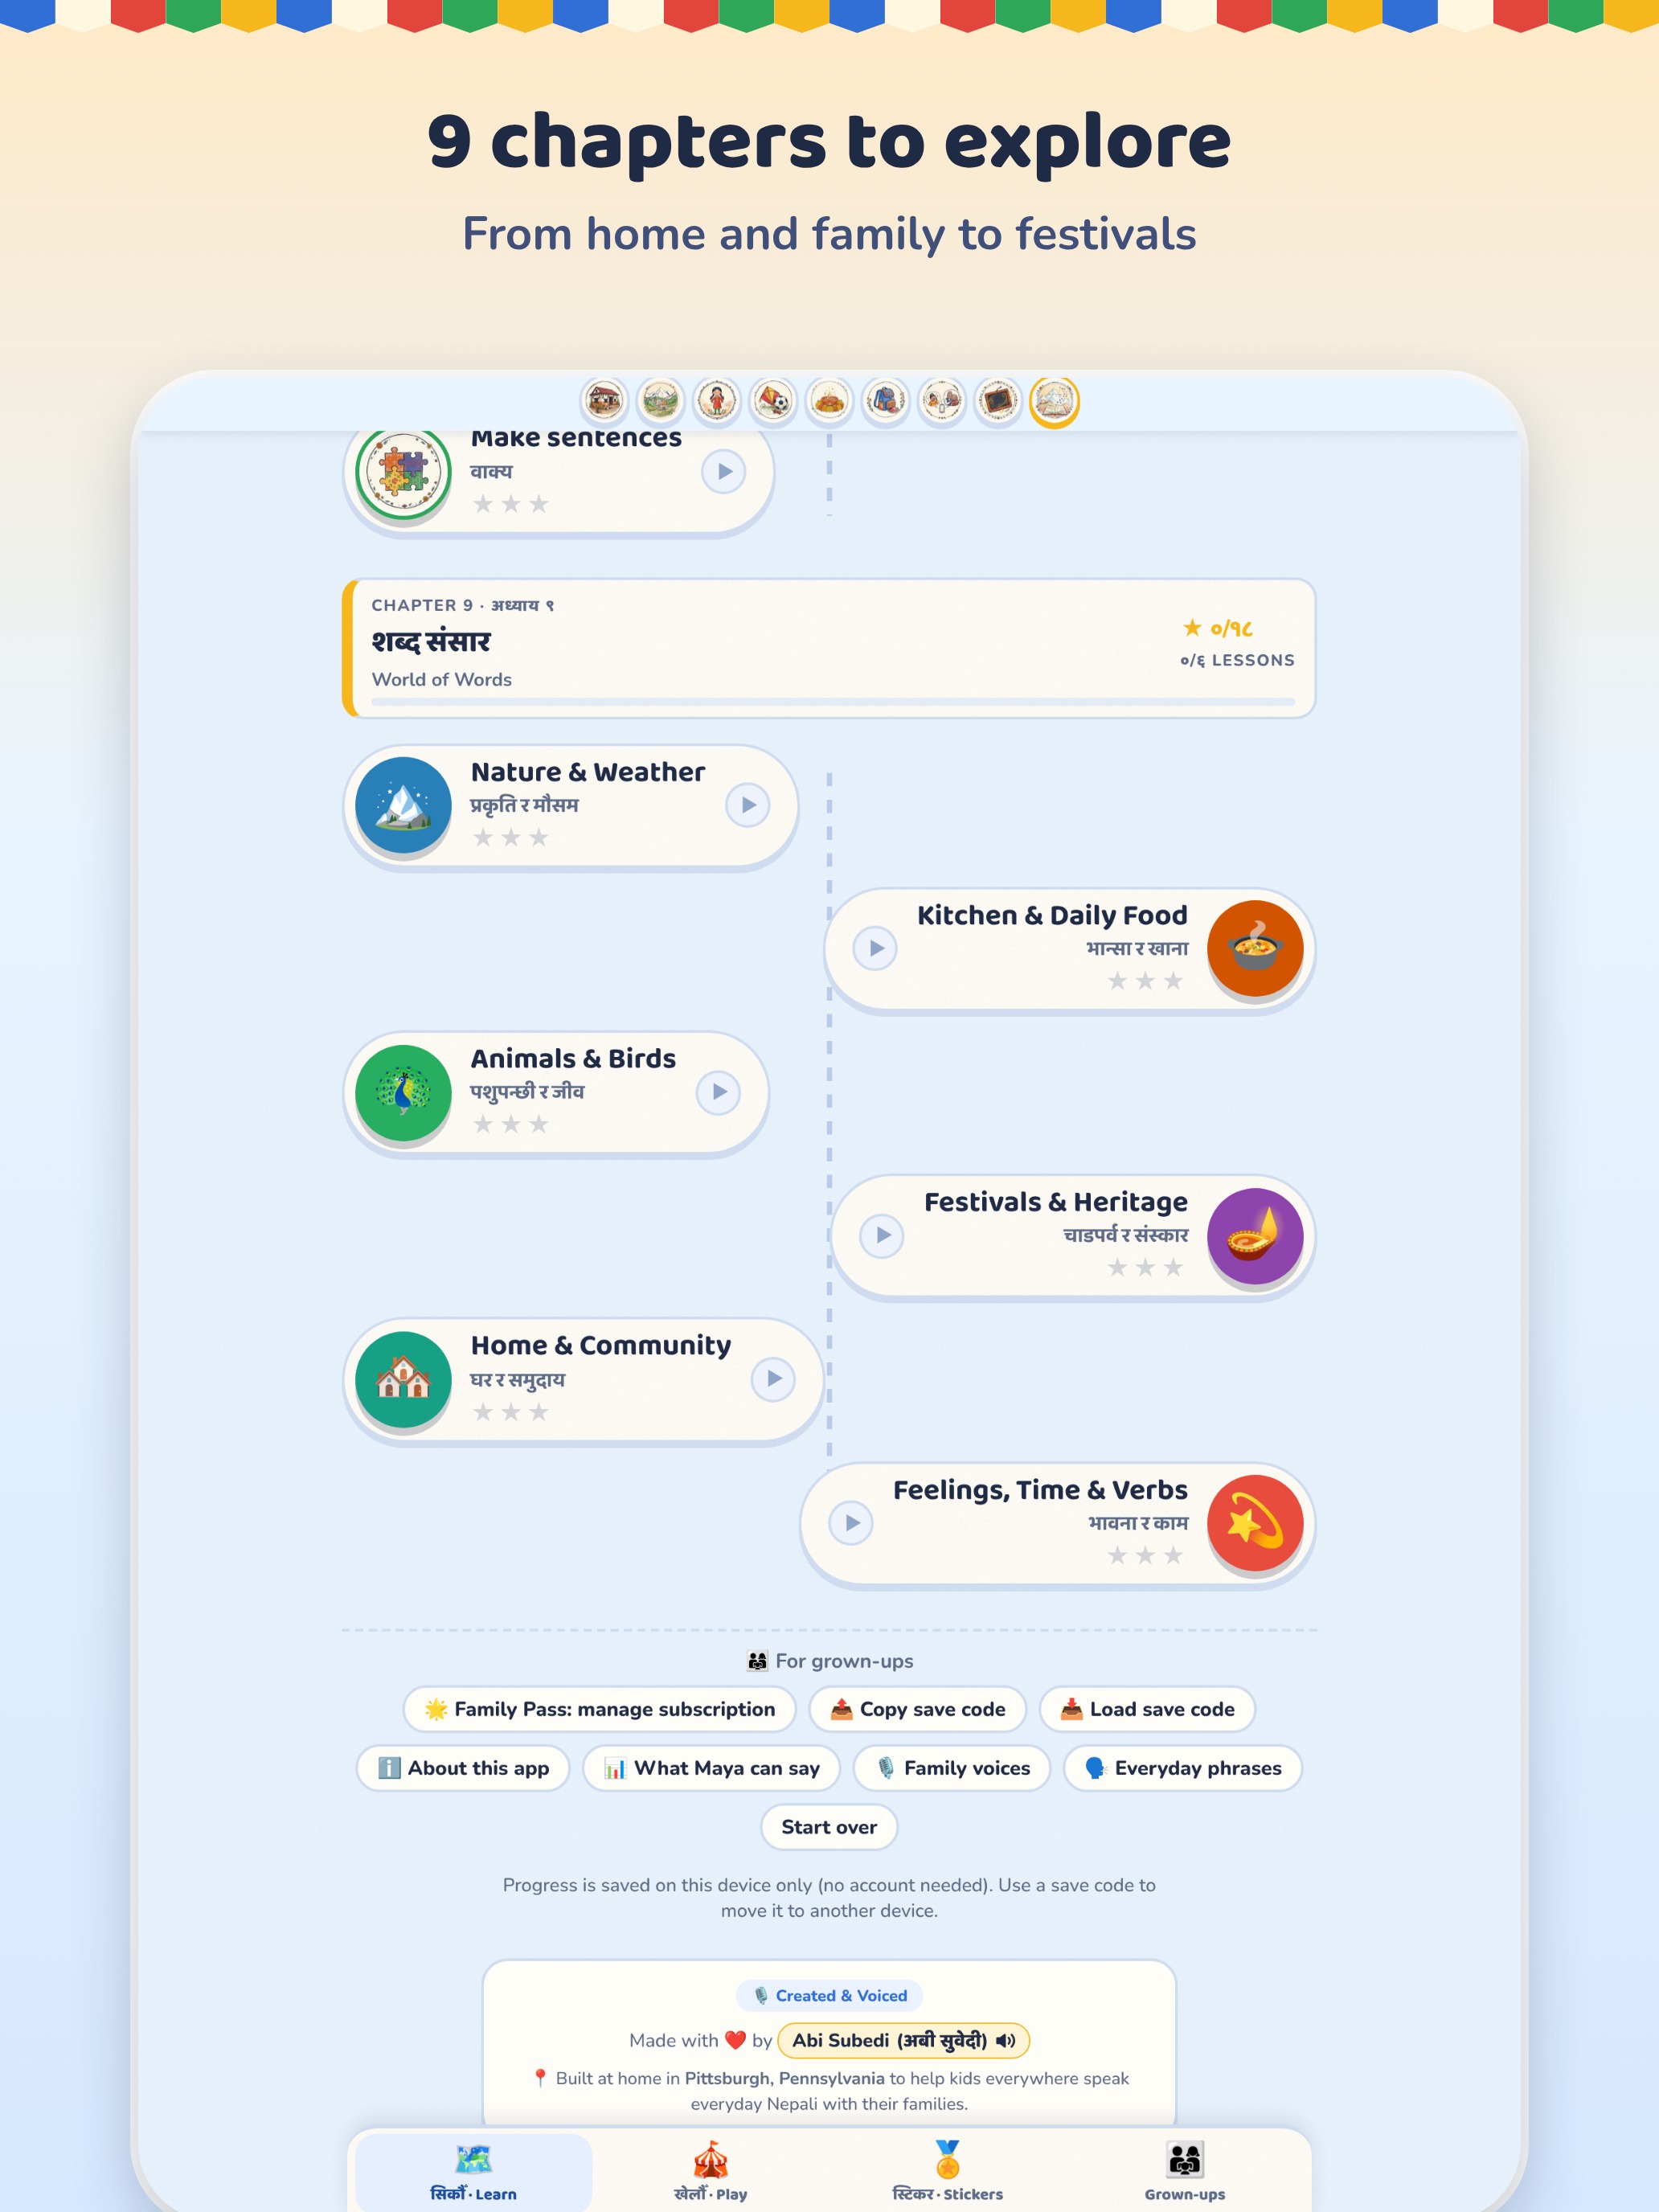 9 chapters to explore
From home and family to festivals
Make sentences
वाक्य
CHAPTER 9 · अध्याय ९
शब्द संसार
World of Words
★ ०/१८
०/६ LESSONS
Nature & Weather
प्रकृति र मौसम
Kitchen & Daily Food
भान्सा र खाना
Animals & Birds
पशुपन्छी र जीव
Festivals & Heritage
चाडपर्व र संस्कार
Home & Community
घर र समुदाय
Feelings, Time & Verbs
भावना र काम
For grown-ups
Family Pass: manage subscription
Copy save code
Load save code
About this app
What Maya can say
Family voices
Everyday phrases
Start over
Progress is saved on this device only (no account needed). Use a save code to
move it to another device.
Created & Voiced
Made with ❤️ by Abi Subedi (अबी सुवेदी)
Built at home in Pittsburgh, Pennsylvania to help kids everywhere speak
everyday Nepali with their families.
सिकौं · Learn
खेलौं · Play
स्टिकर · Stickers
Grown-ups